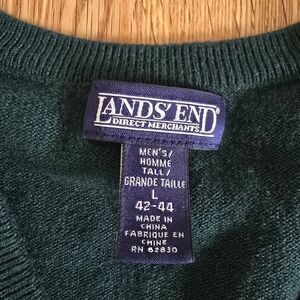 LANDS' END
DIRECT MERCHANTS
MEN'S/
HOMME
TALL/
GRANDE TAILLE
L
42-44
MADE IN
CHINA
FABRIQUE EN
CHINE
RN 62830